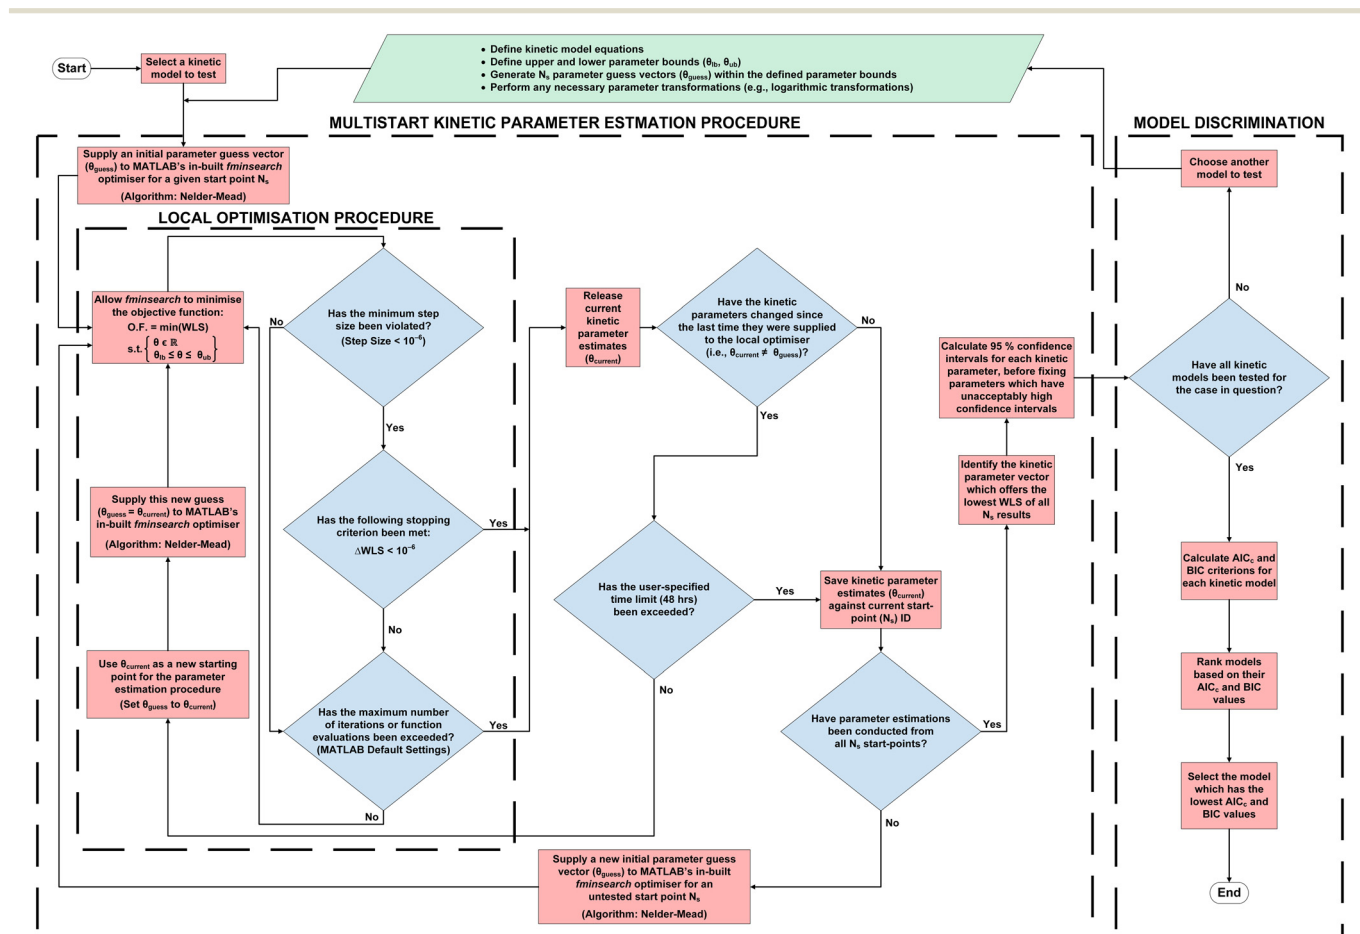 Start
Select a kinetic
model to test
• Define kinetic model equations
• Define upper and lower parameter bounds (θlb, θub)
• Generate Ns parameter guess vectors (θguess) within the defined parameter bounds
• Perform any necessary parameter transformations (e.g., logarithmic transformations)
MULTISTART KINETIC PARAMETER ESTMATION PROCEDURE
MODEL DISCRIMINATION
Supply an initial parameter guess vector
(θguess) to MATLAB's in-built fminsearch
optimiser for a given start point Ns
(Algorithm: Nelder-Mead)
Choose another
model to test
LOCAL OPTIMISATION PROCEDURE
Allow fminsearch to minimise
the objective function:
O.F. = min(WLS)
s.t. { θ ϵ ℝ
θlb ≤ θ ≤ θub }
No
Has the minimum step
size been violated?
(Step Size < 10⁻⁶)
Yes
Release
current
kinetic
parameter
estimates
(θcurrent)
Have the kinetic
parameters changed since
the last time they were supplied
to the local optimiser
(i.e., θcurrent ≠ θguess)?
No
Yes
Calculate 95 % confidence
intervals for each kinetic
parameter, before fixing
parameters which have
unacceptably high
confidence intervals
No
Have all kinetic
models been tested for
the case in question?
Yes
Supply this new guess
(θguess = θcurrent) to MATLAB's
in-built fminsearch optimiser
(Algorithm: Nelder-Mead)
Has the following stopping
criterion been met:
ΔWLS < 10⁻⁶
Yes
No
Identify the kinetic
parameter vector
which offers the
lowest WLS of all
Ns results
Has the user-specified
time limit (48 hrs)
been exceeded?
Yes
No
Save kinetic parameter
estimates (θcurrent)
against current start-
point (Ns) ID
Calculate AICc and
BIC criterions for
each kinetic model
Use θcurrent as a new starting
point for the parameter
estimation procedure
(Set θguess to θcurrent)
Has the maximum number
of iterations or function
evaluations been exceeded?
(MATLAB Default Settings)
Yes
No
Have parameter estimations
been conducted from
all Ns start-points?
Yes
No
Rank models
based on their
AICc and BIC
values
Select the model
which has the
lowest AICc and
BIC values
Supply a new initial parameter guess
vector (θguess) to MATLAB's in-built
fminsearch optimiser for an
untested start point Ns
(Algorithm: Nelder-Mead)
End